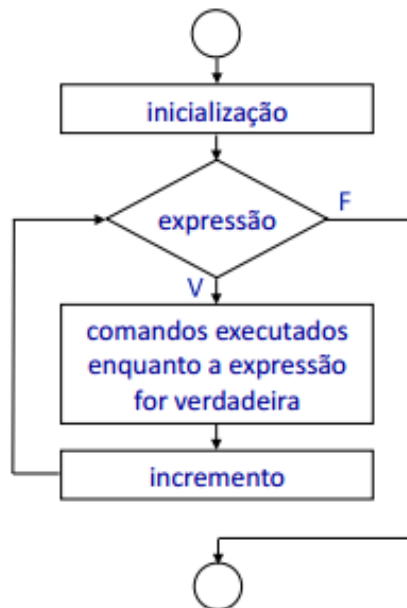 inicialização
expressão
F
V
comandos executados
enquanto a expressão
for verdadeira
incremento